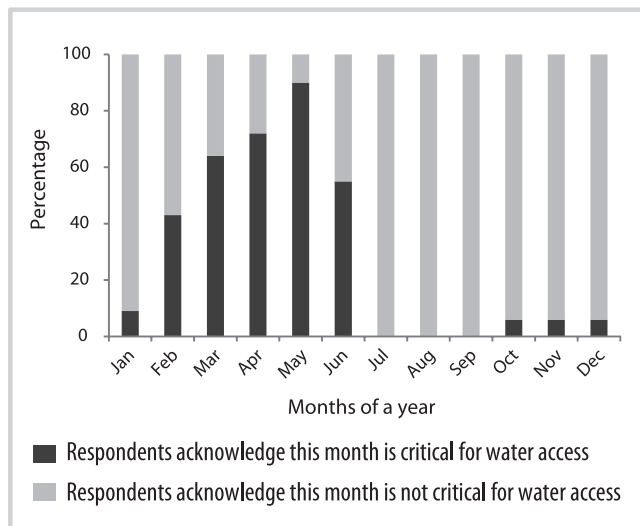 100
80
60
40
20
0
Percentage
Jan Feb Mar Apr May Jun Jul Aug Sep Oct Nov Dec
Months of a year
Respondents acknowledge this month is critical for water access
Respondents acknowledge this month is not critical for water access